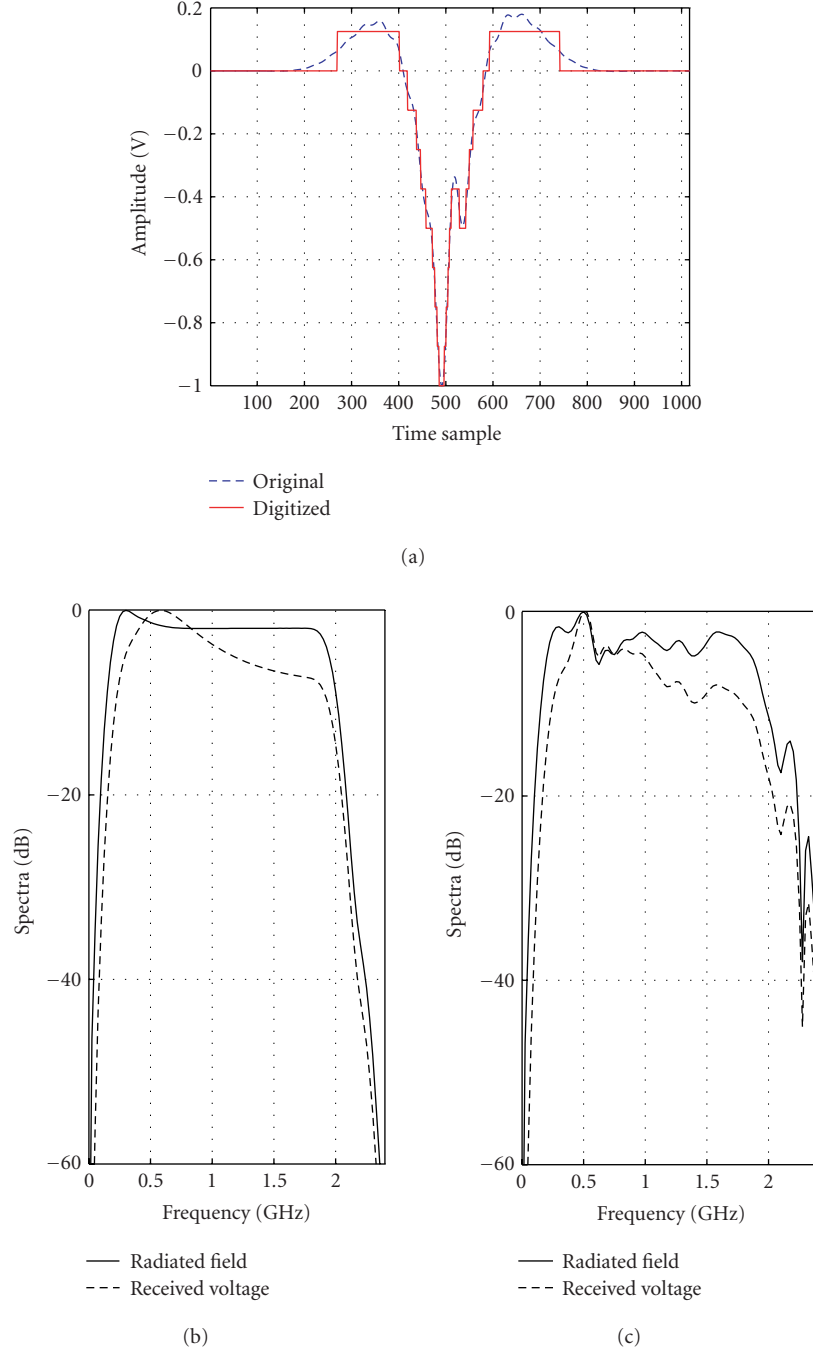 0.2
0
−0.2
−0.4
−0.6
−0.8
−1
Amplitude (V)
100 200 300 400 500 600 700 800 900 1000
Time sample
Original
Digitized
(a)
0
−20
−40
−60
Spectra (dB)
0 0.5 1 1.5 2
Frequency (GHz)
Radiated field
Received voltage
(b)
0
−20
−40
−60
Spectra (dB)
0 0.5 1 1.5 2
Frequency (GHz)
Radiated field
Received voltage
(c)